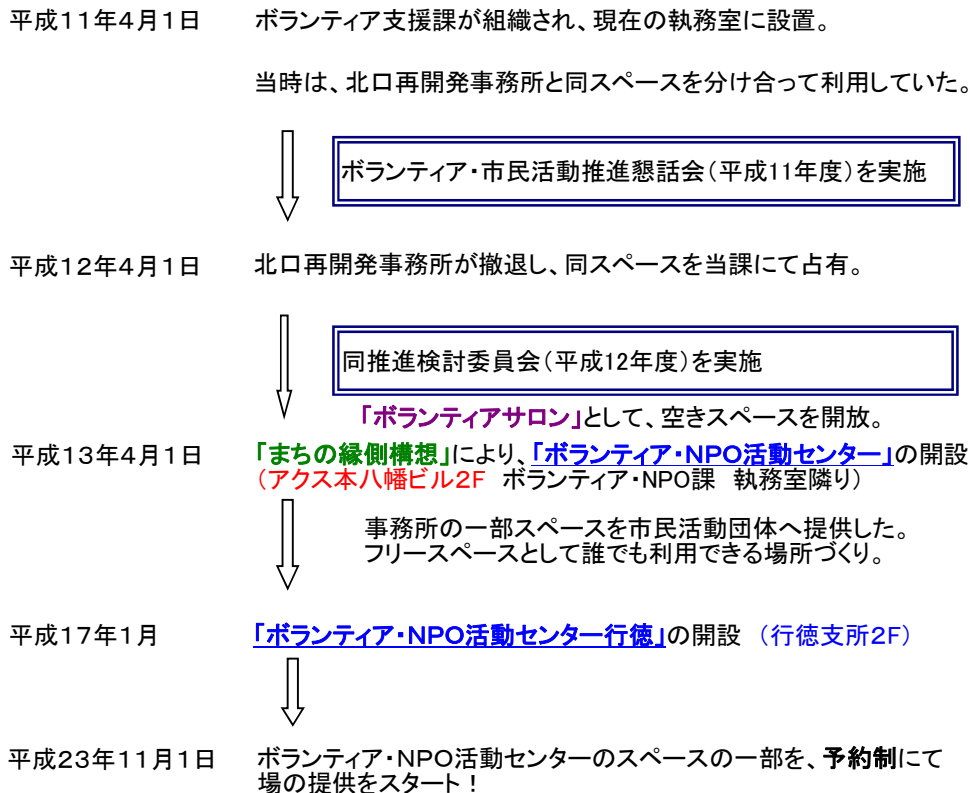 平成11年4月1日 ボランティア支援課が組織され、現在の執務室に設置。
当時は、北口再開発事務所と同スペースを分け合って利用していた。
ボランティア・市民活動推進懇話会(平成11年度)を実施
平成12年4月1日 北口再開発事務所が撤退し、同スペースを当課にて占有。
同推進検討委員会(平成12年度)を実施
「ボランティアサロン」として、空きスペースを開放。
平成13年4月1日 「まちの縁側構想」により、「ボランティア・NPO活動センター」の開設
(アクス本八幡ビル2F ボランティア・NPO課 執務室隣り)
事務所の一部スペースを市民活動団体へ提供した。
フリースペースとして誰でも利用できる場所づくり。
平成17年1月 「ボランティア・NPO活動センター行徳」の開設 (行徳支所2F)
平成23年11月1日 ボランティア・NPO活動センターのスペースの一部を、予約制にて
場の提供をスタート!